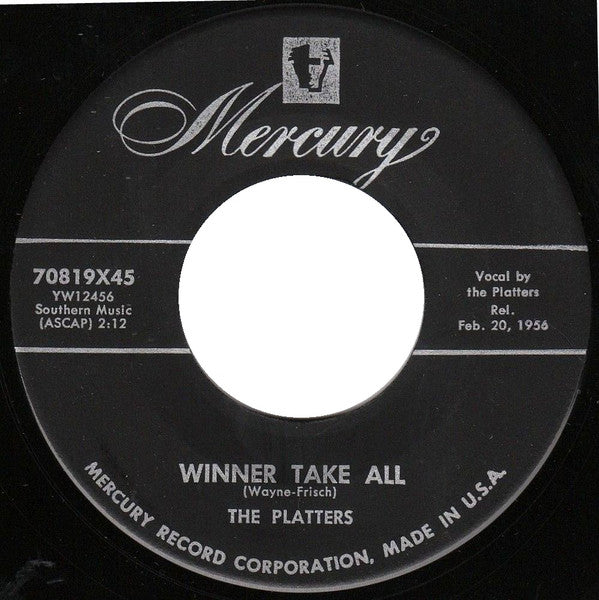 Mercury
70819X45
YW12456
Southern Music
(ASCAP) 2:12
Vocal by
the Platters
Rel.
Feb. 20, 1956
WINNER TAKE ALL
(Wayne-Frisch)
THE PLATTERS
MERCURY RECORD CORPORATION, MADE IN U.S.A.